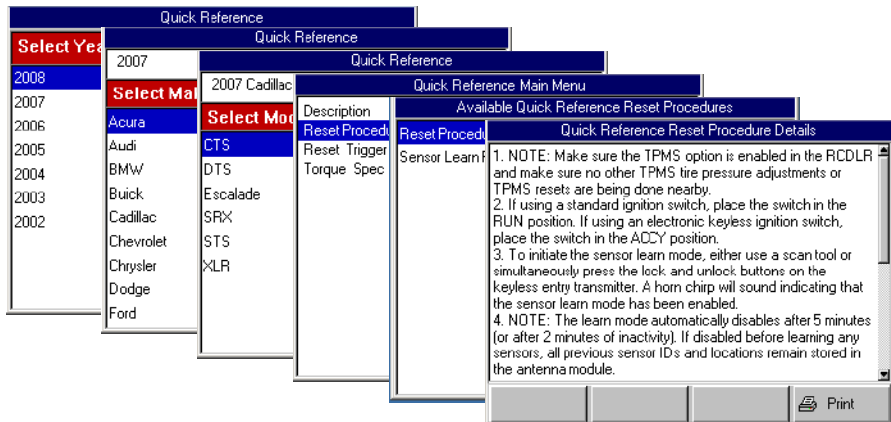 Quick Reference
Select Yea
2008
2007
2006
2005
2004
2003
2002
Quick Reference
2007
Select Mak
Acura
Audi
BMW
Buick
Cadillac
Chevrolet
Chrysler
Dodge
Ford
Quick Reference
2007 Cadillac
Select Mod
CTS
DTS
Escalade
SRX
STS
XLR
Quick Reference Main Menu
Description
Reset Procedu
Reset Trigger
Torque Spec
Available Quick Reference Reset Procedures
Reset Procedu
Sensor Learn P
Quick Reference Reset Procedure Details
1. NOTE: Make sure the TPMS option is enabled in the RCDLR
and make sure no other TPMS tire pressure adjustments or
TPMS resets are being done nearby.
2. If using a standard ignition switch, place the switch in the
RUN position. If using an electronic keyless ignition switch,
place the switch in the ACCY position.
3. To initiate the sensor learn mode, either use a scan tool or
simultaneously press the lock and unlock buttons on the
keyless entry transmitter. A horn chirp will sound indicating that
the sensor learn mode has been enabled.
4. NOTE: The learn mode automatically disables after 5 minutes
(or after 2 minutes of inactivity). If disabled before learning any
sensors, all previous sensor IDs and locations remain stored in
the antenna module.
Print